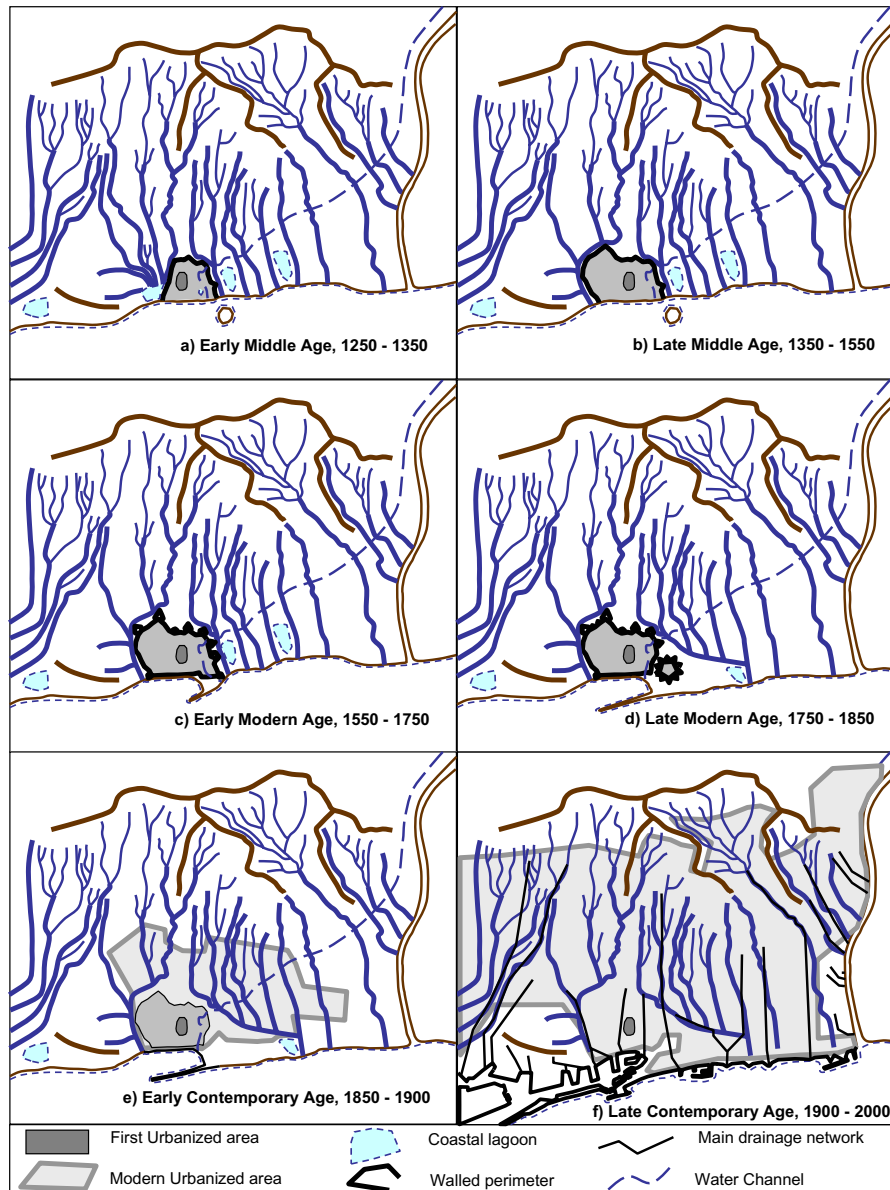 a) Early Middle Age, 1250 - 1350
b) Late Middle Age, 1350 - 1550
c) Early Modern Age, 1550 - 1750
d) Late Modern Age, 1750 - 1850
e) Early Contemporary Age, 1850 - 1900
f) Late Contemporary Age, 1900 - 2000
First Urbanized area
Coastal lagoon
Main drainage network
Modern Urbanized area
Walled perimeter
Water Channel